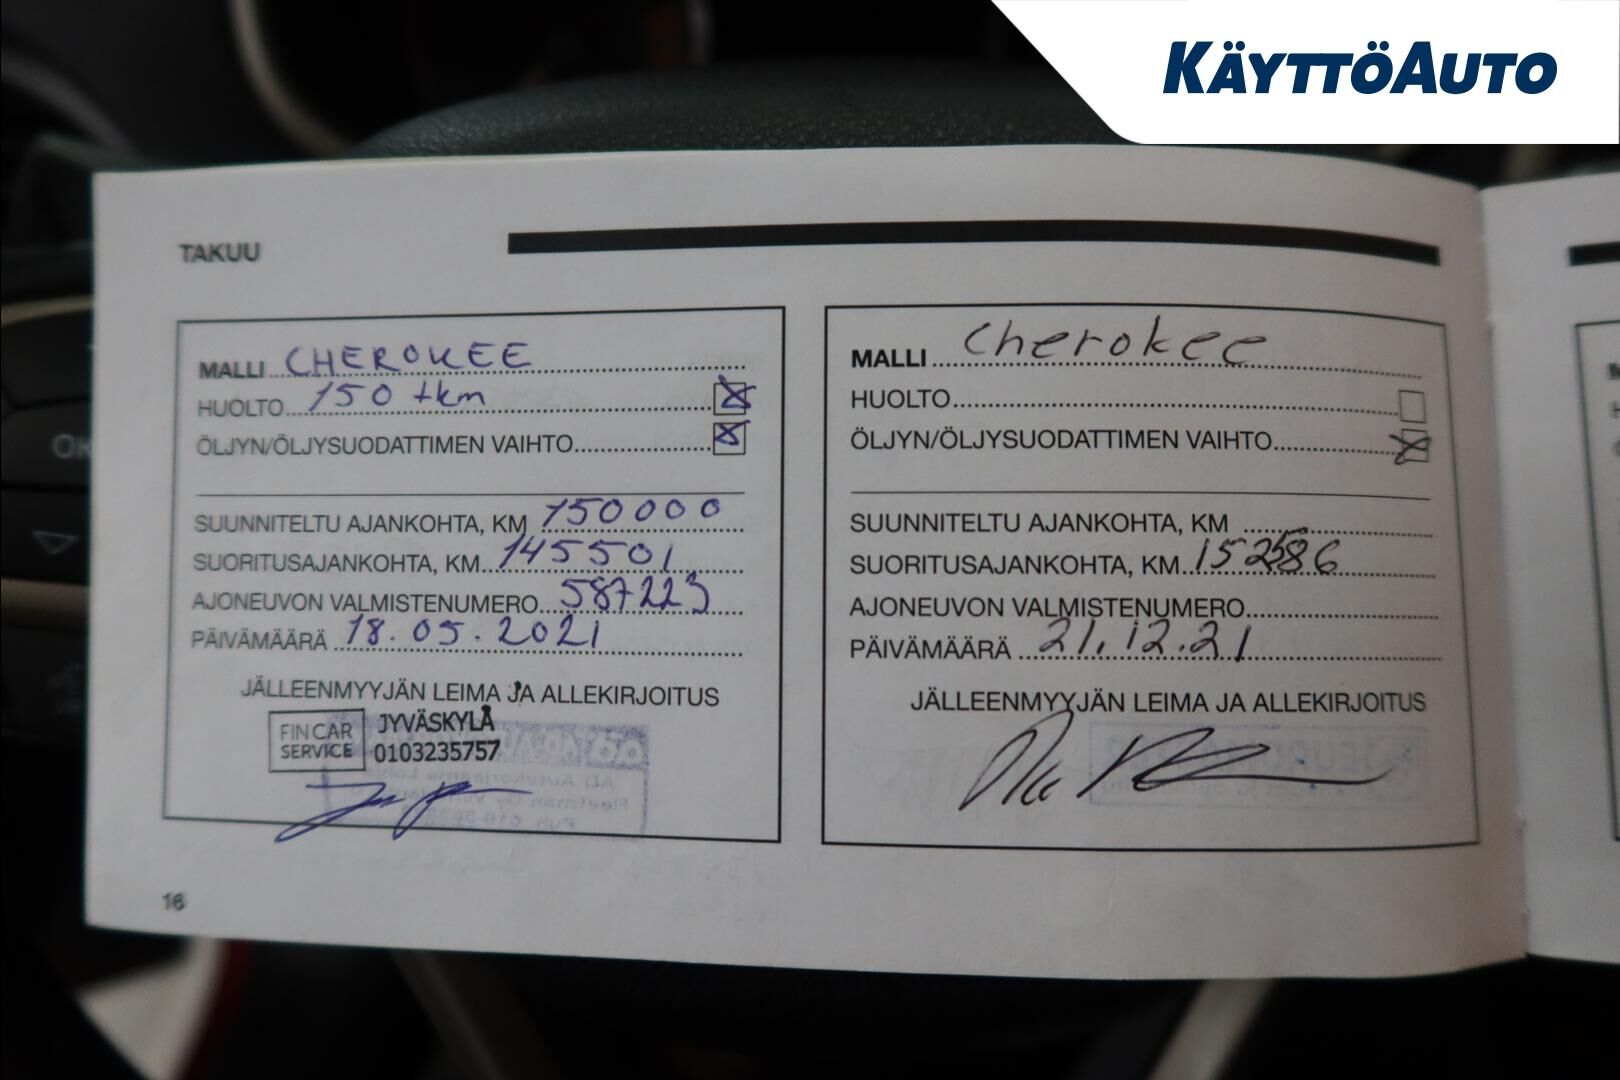 KÄYTTÖAUTO
TAKUU
MALLI CHEROKEE
HUOLTO 150 tkm
ÖLJYN/ÖLJYSUODATTIMEN VAIHTO
SUUNNITELTU AJANKOHTA, KM 150000
SUORITUSAJANKOHTA, KM 145501
AJONEUVON VALMISTENUMERO 587223
PÄIVÄMÄÄRÄ 18.05.2021
JÄLLEENMYYJÄN LEIMA JA ALLEKIRJOITUS
FIN CAR SERVICE
JYVÄSKYLÄ
0103235757
16
MALLI Cherokee
HUOLTO
ÖLJYN/ÖLJYSUODATTIMEN VAIHTO
SUUNNITELTU AJANKOHTA, KM
SUORITUSAJANKOHTA, KM
AJONEUVON VALMISTENUMERO
PÄIVÄMÄÄRÄ 21.12.21
JÄLLEENMYYJÄN LEIMA JA ALLEKIRJOITUS
OK